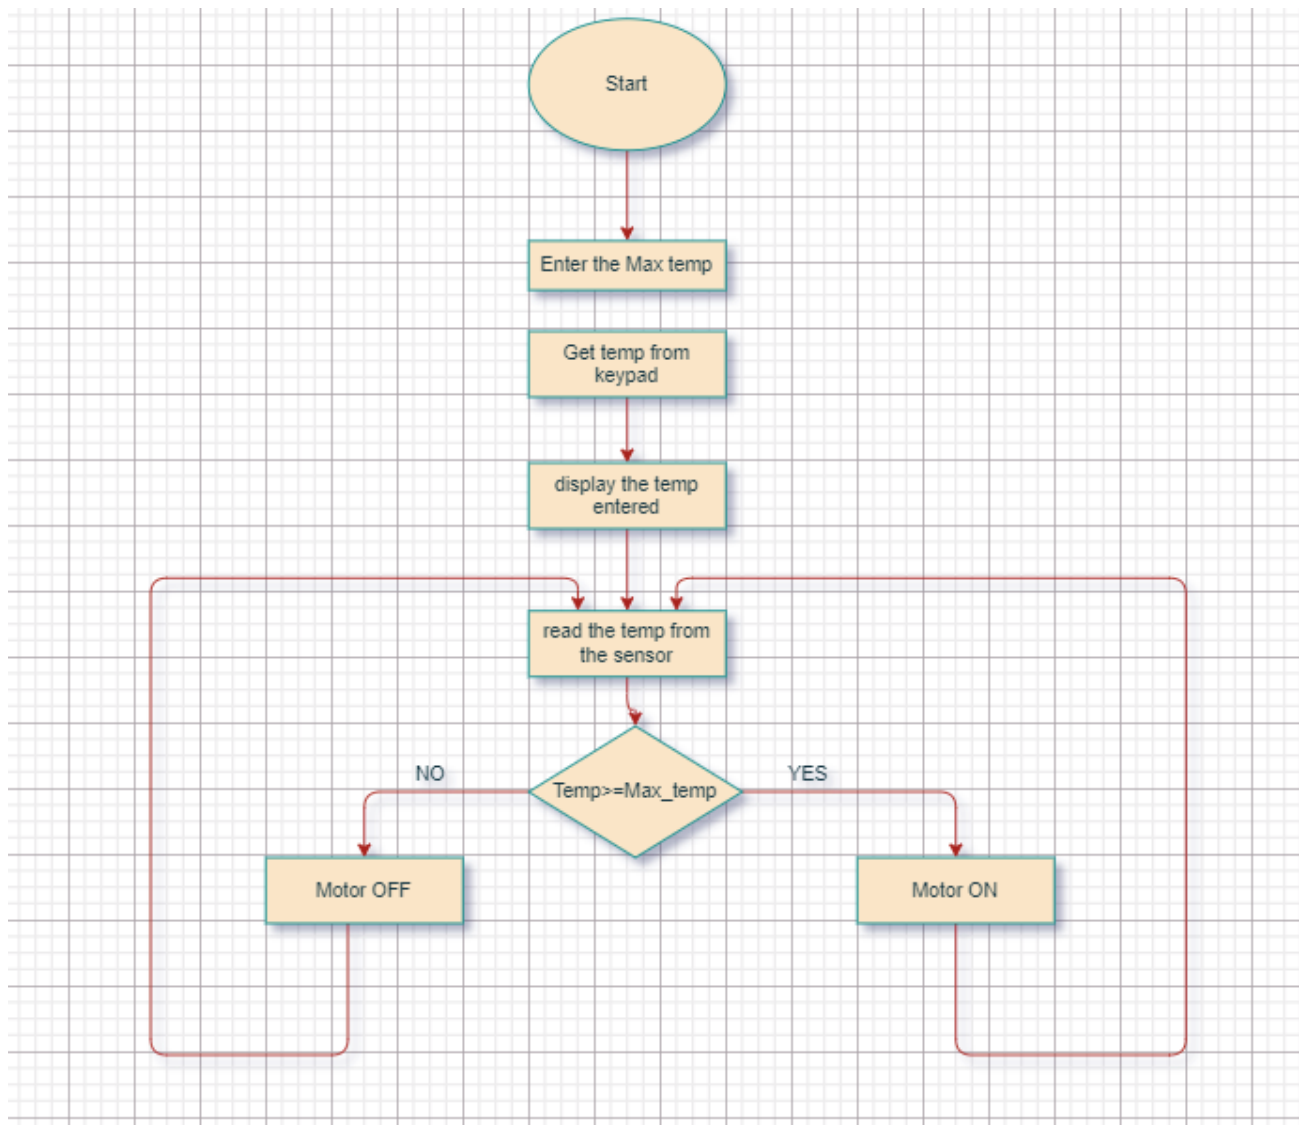 Start
Enter the Max temp
Get temp from
keypad
display the temp
entered
read the temp from
the sensor
NO
YES
Temp>=Max_temp
Motor OFF
Motor ON